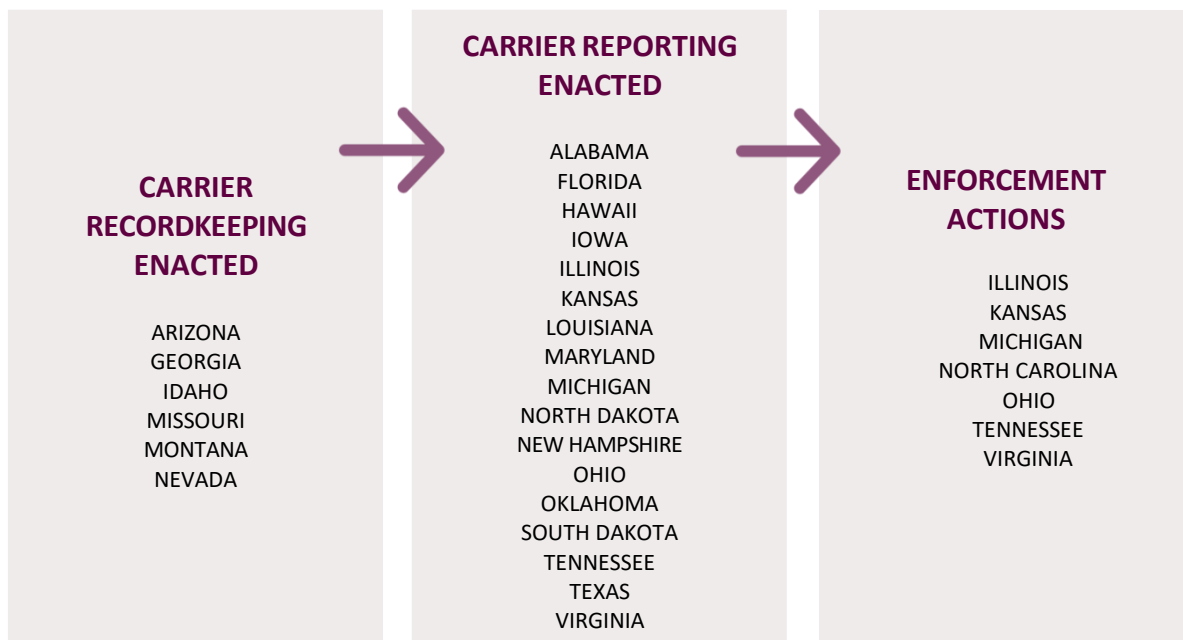 CARRIER
RECORDKEEPING
ENACTED
ARIZONA
GEORGIA
IDAHO
MISSOURI
MONTANA
NEVADA
CARRIER REPORTING
ENACTED
ALABAMA
FLORIDA
HAWAII
IOWA
ILLINOIS
KANSAS
LOUISIANA
MARYLAND
MICHIGAN
NORTH DAKOTA
NEW HAMPSHIRE
OHIO
OKLAHOMA
SOUTH DAKOTA
TENNESSEE
TEXAS
VIRGINIA
ENFORCEMENT
ACTIONS
ILLINOIS
KANSAS
MICHIGAN
NORTH CAROLINA
OHIO
TENNESSEE
VIRGINIA